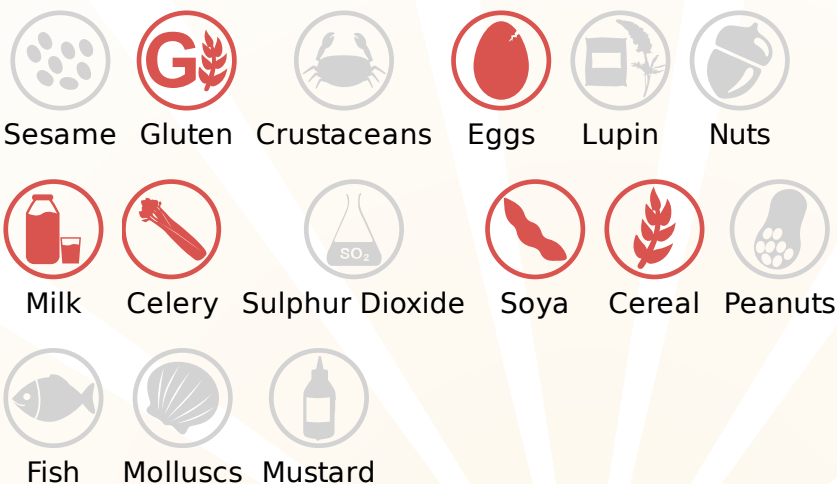 G
Sesame Gluten Crustaceans Eggs Lupin Nuts
SO₂
Milk Celery Sulphur Dioxide Soya Cereal Peanuts
Fish Molluscs Mustard